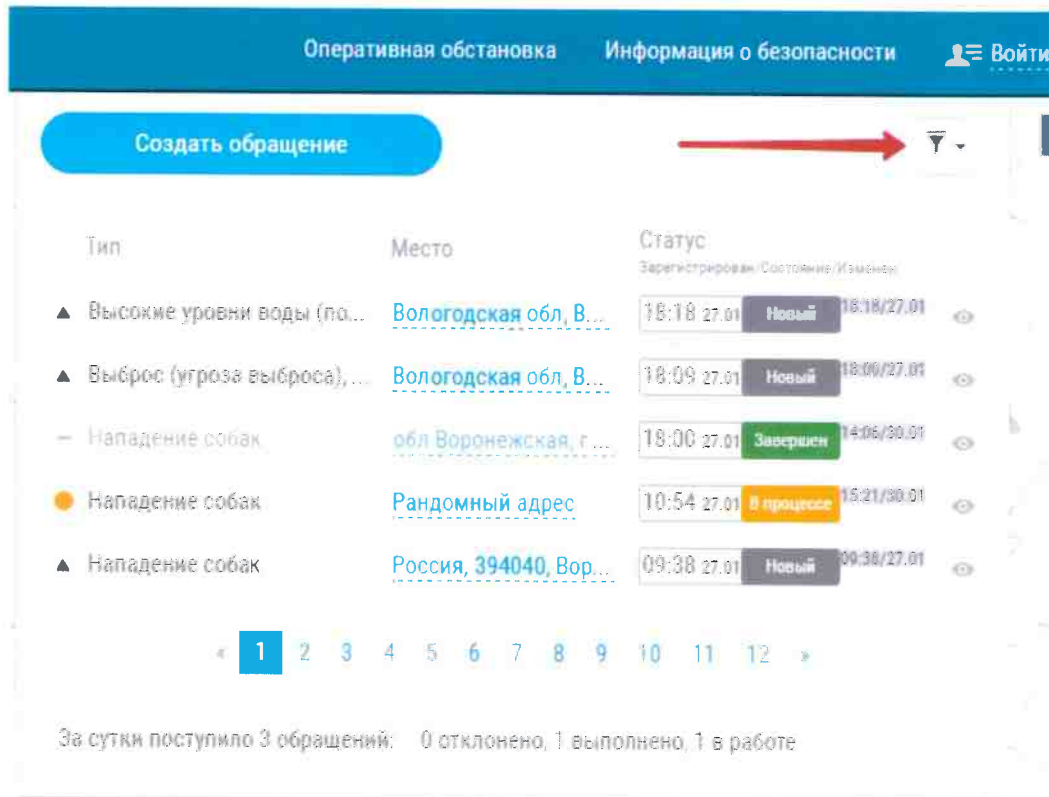 Оперативная обстановка Информация о безопасности Войти
Создать обращение
Тип Место Статус
Зарегистрирован/Состояние/Изменен
Высокие уровни воды (по... Вологодская обл, В... 18:18 27.01 Новый 18:18/27.01
Выброс (угроза выброса), ... Вологодская обл, В... 18:09 27.01 Новый 18:09/27.01
Нападение собак обл Воронежская, г ... 18:00 27.01 Завершен 14:06/30.01
Нападение собак Рандомный адрес 10:54 27.01 В процессе 15:21/30.01
Нападение собак Россия, 394040, Вор... 09:38 27.01 Новый 09:38/27.01
« 1 2 3 4 5 6 7 8 9 10 11 12 »
За сутки поступило 3 обращений: 0 отклонено, 1 выполнено, 1 в работе